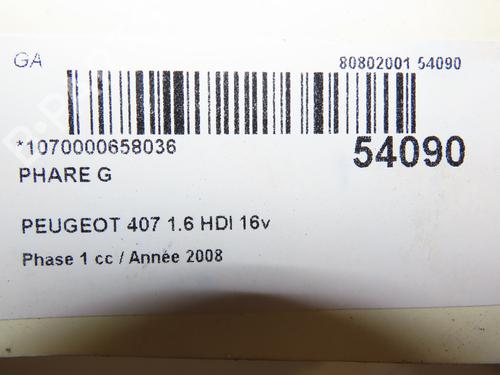 GA 80802001 54090
*1070000658036 54090
PHARE G
PEUGEOT 407 1.6 HDI 16v
Phase 1 cc / Année 2008